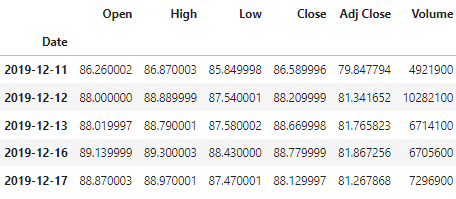 Open High Low Close Adj Close Volume
Date
2019-12-11 86.260002 86.870003 85.849998 86.589996 79.847794 4921900
2019-12-12 88.000000 88.889999 87.540001 88.209999 81.341652 10282100
2019-12-13 88.019997 88.790001 87.580002 88.669998 81.765823 6714100
2019-12-16 89.139999 89.300003 88.430000 88.779999 81.867256 6705600
2019-12-17 88.870003 88.970001 87.470001 88.129997 81.267868 7296900